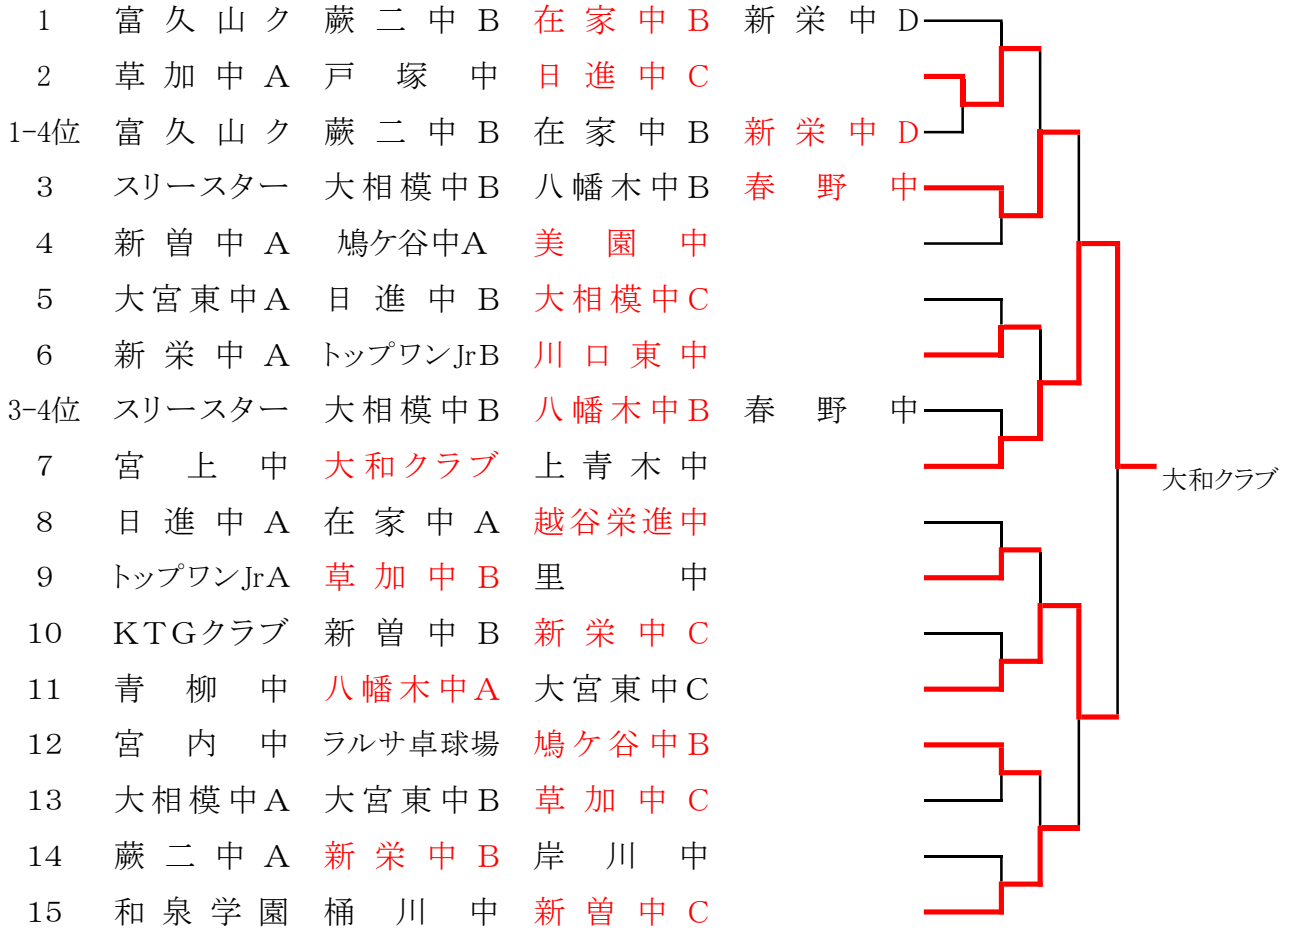 1 富久山ク 蕨二中B 在家中B 新栄中D
2 草加中A 戸塚中 日進中C
1-4位 富久山ク 蕨二中B 在家中B 新栄中D
3 スリースター 大相模中B 八幡木中B 春野中
4 新曽中A 鳩ケ谷中A 美園中
5 大宮東中A 日進中B 大相模中C
6 新栄中A トップワンJrB 川口東中
3-4位 スリースター 大相模中B 八幡木中B 春野中
7 宮上中 大和クラブ 上青木中
大和クラブ
8 日進中A 在家中A 越谷栄進中
9 トップワンJrA 草加中B 里中
10 KTGクラブ 新曽中B 新栄中C
11 青柳中 八幡木中A 大宮東中C
12 宮内中 ラルサ卓球場 鳩ケ谷中B
13 大相模中A 大宮東中B 草加中C
14 蕨二中A 新栄中B 岸川中
15 和泉学園 桶川中 新曽中C